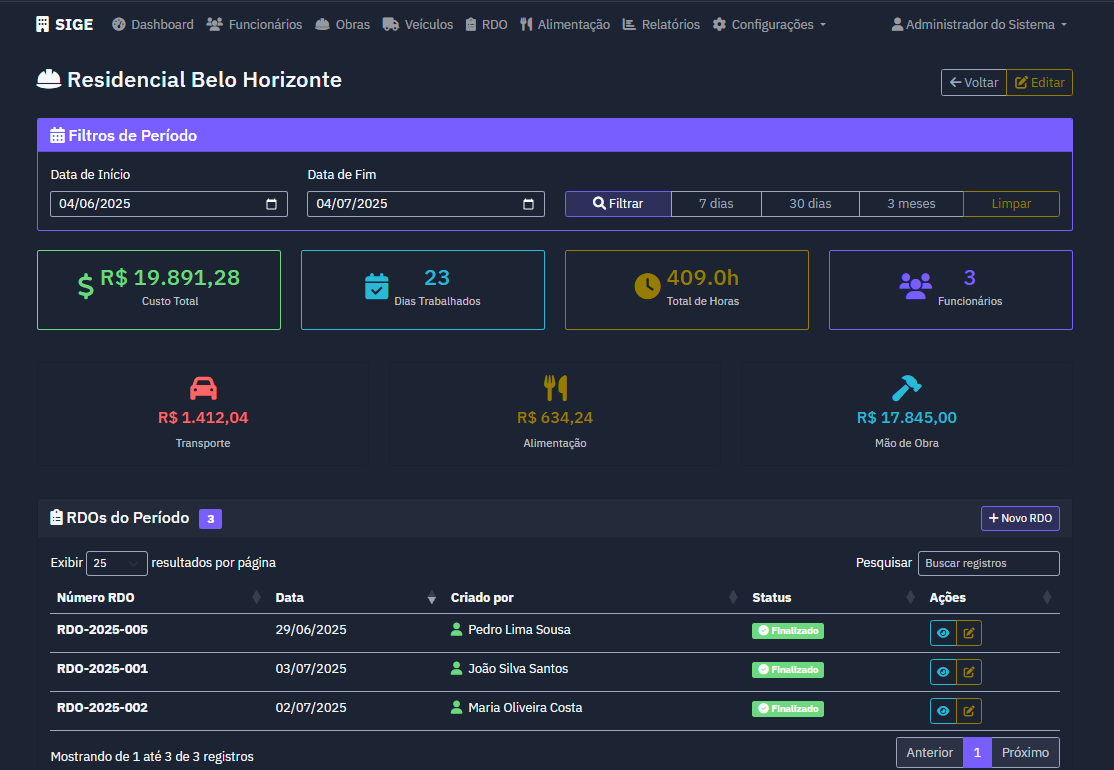 SIGE Dashboard Funcionários Obras Veículos RDO Alimentação Relatórios Configurações Administrador do Sistema
Residencial Belo Horizonte
Voltar Editar
Filtros de Período
Data de Início Data de Fim
04/06/2025 04/07/2025 Filtrar 7 dias 30 dias 3 meses Limpar
R$ 19.891,28 23 409.0h 3
Custo Total Dias Trabalhados Total de Horas Funcionários
R$ 1.412,04 R$ 634,24 R$ 17.845,00
Transporte Alimentação Mão de Obra
RDOs do Período 3 + Novo RDO
Exibir 25 resultados por página Pesquisar Buscar registros
Número RDO Data Criado por Status Ações
RDO-2025-005 29/06/2025 Pedro Lima Sousa Finalizado
RDO-2025-001 03/07/2025 João Silva Santos Finalizado
RDO-2025-002 02/07/2025 Maria Oliveira Costa Finalizado
Mostrando de 1 até 3 de 3 registros Anterior 1 Próximo